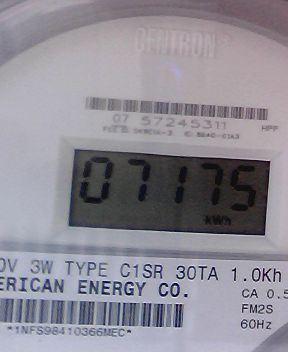 CENTRON
07 57245311
HPP
07175
kWh
0V 3W TYPE C1SR 30TA 1.0Kh
ERICAN ENERGY CO.
CA 0.5
FM2S
60Hz
*1NFS98410366MEC*